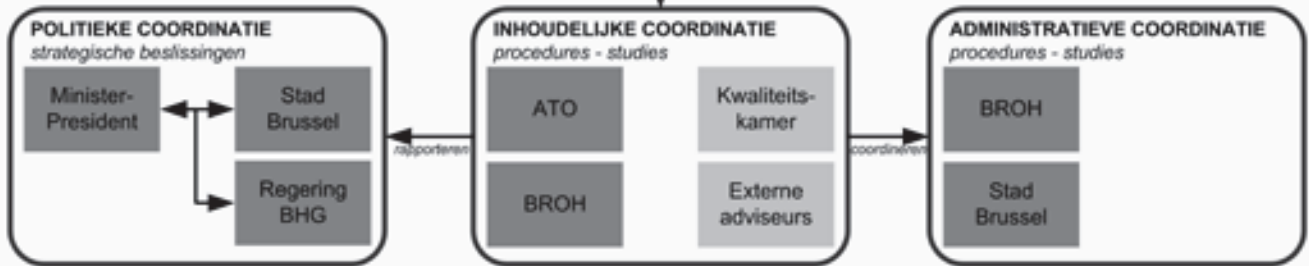 POLITIEKE COORDINATIE
strategische beslissingen
Minister-
President
Stad
Brussel
Regering
BHG
rapporteren
INHOUDELIJKE COORDINATIE
procedures - studies
ATO
Kwaliteits-
kamer
BROH
Externe
adviseurs
coordineren
ADMINISTRATIEVE COORDINATIE
procedures - studies
BROH
Stad
Brussel